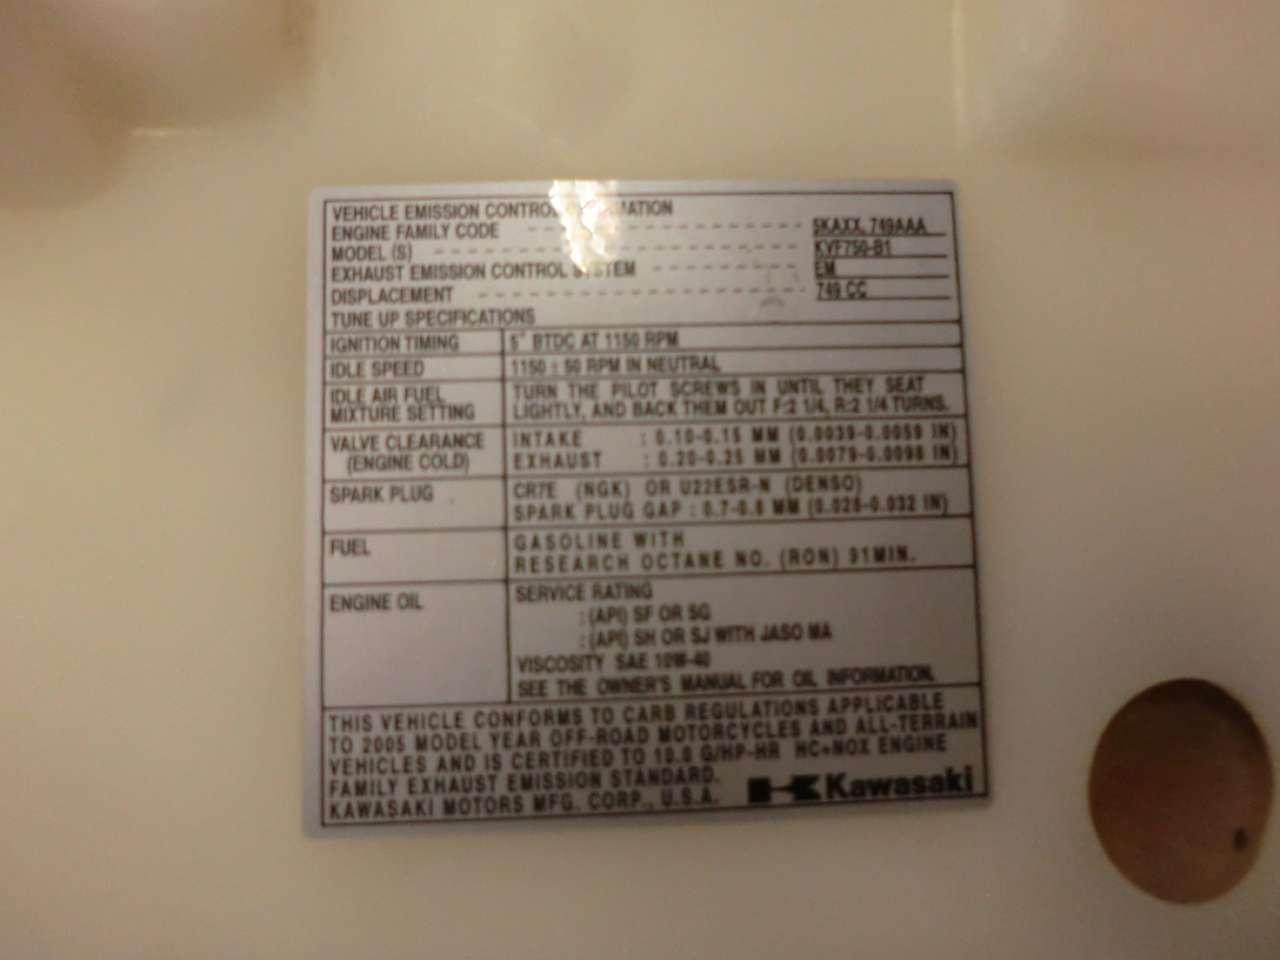 VEHICLE EMISSION CONTROL INFORMATION
ENGINE FAMILY CODE 5KAXX. 749AAA
MODEL (S) KVF750-B1
EXHAUST EMISSION CONTROL SYSTEM EM
DISPLACEMENT 749 CC
TUNE UP SPECIFICATIONS
IGNITION TIMING 5° BTDC AT 1150 RPM
IDLE SPEED 1150 ± 50 RPM IN NEUTRAL
IDLE AIR FUEL TURN THE PILOT SCREWS IN UNTIL THEY SEAT
MIXTURE SETTING LIGHTLY, AND BACK THEM OUT F:2 1/4, R:2 1/4 TURNS.
VALVE CLEARANCE INTAKE : 0.10-0.15 MM (0.0039-0.0059 IN)
(ENGINE COLD) EXHAUST : 0.20-0.25 MM (0.0079-0.0098 IN)
SPARK PLUG CR7E (NGK) OR U22ESR-N (DENSO)
SPARK PLUG GAP : 0.7-0.8 MM (0.028-0.032 IN)
FUEL GASOLINE WITH
RESEARCH OCTANE NO. (RON) 91MIN.
ENGINE OIL SERVICE RATING
: (API) SF OR SG
: (API) SH OR SJ WITH JASO MA
VISCOSITY SAE 10W-40
SEE THE OWNER'S MANUAL FOR OIL INFORMATION.
THIS VEHICLE CONFORMS TO CARB REGULATIONS APPLICABLE
TO 2005 MODEL YEAR OFF-ROAD MOTORCYCLES AND ALL-TERRAIN
VEHICLES AND IS CERTIFIED TO 10.0 G/HP-HR HC+NOX ENGINE
FAMILY EXHAUST EMISSION STANDARD.
KAWASAKI MOTORS MFG. CORP., U.S.A. Kawasaki